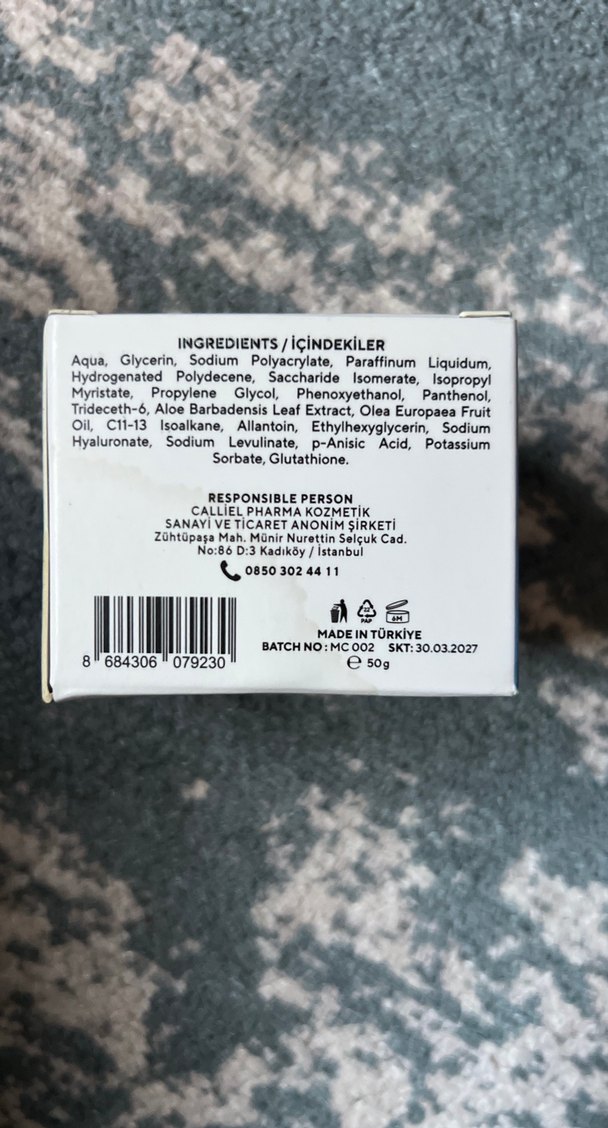 INGREDIENTS / İÇİNDEKİLER
Aqua, Glycerin, Sodium Polyacrylate, Paraffinum Liquidum,
Hydrogenated Polydecene, Saccharide Isomerate, Isopropyl
Myristate, Propylene Glycol, Phenoxyethanol, Panthenol,
Trideceth-6, Aloe Barbadensis Leaf Extract, Olea Europaea Fruit
Oil, C11-13 Isoalkane, Allantoin, Ethylhexyglycerin, Sodium
Hyaluronate, Sodium Levulinate, p-Anisic Acid, Potassium
Sorbate, Glutathione.
RESPONSIBLE PERSON
CALLİEL PHARMA KOZMETİK
SANAYİ VE TİCARET ANONİM ŞİRKETİ
Zühtüpaşa Mah. Münir Nurettin Selçuk Cad.
No:86 D:3 Kadıköy / İstanbul
0850 302 44 11
22
PAP
6M
MADE IN TÜRKİYE
BATCH NO : MC 002 SKT: 30.03.2027
℮ 50g
8 684306 079230